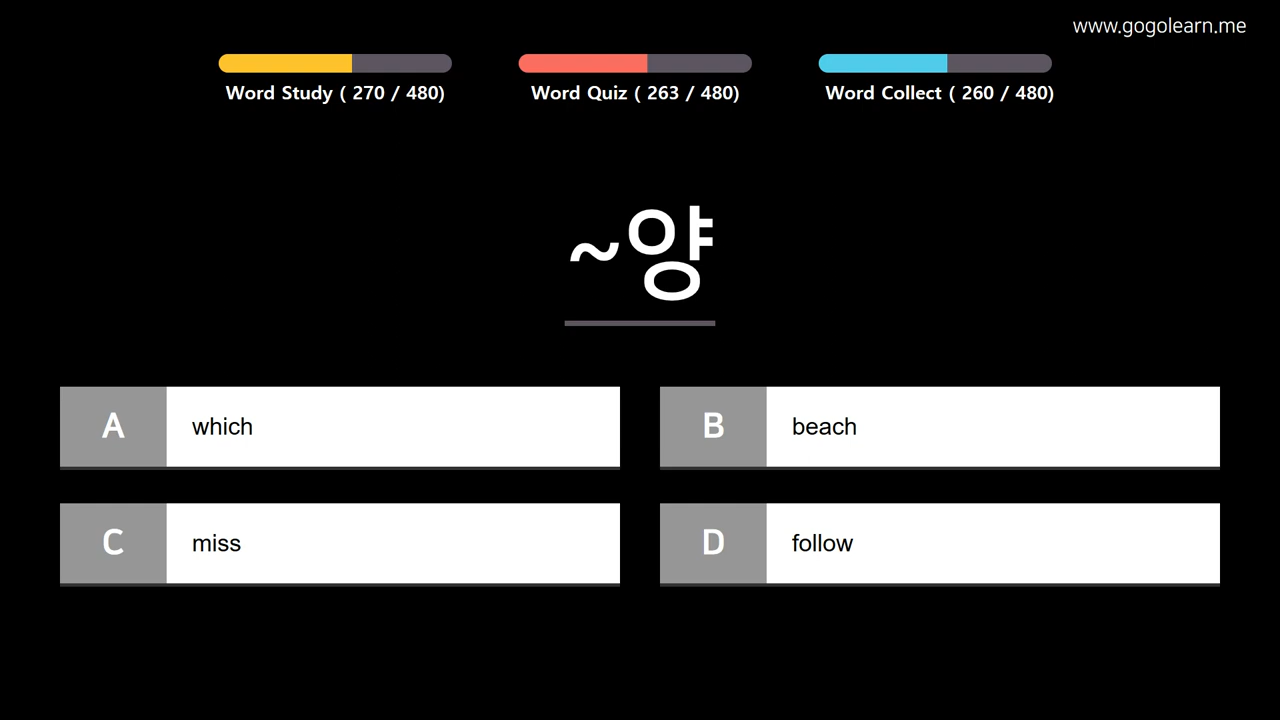 www.gogolearn.me
Word Study ( 270 / 480)
Word Quiz ( 263 / 480)
Word Collect ( 260 / 480)
~양
A which
B beach
C miss
D follow